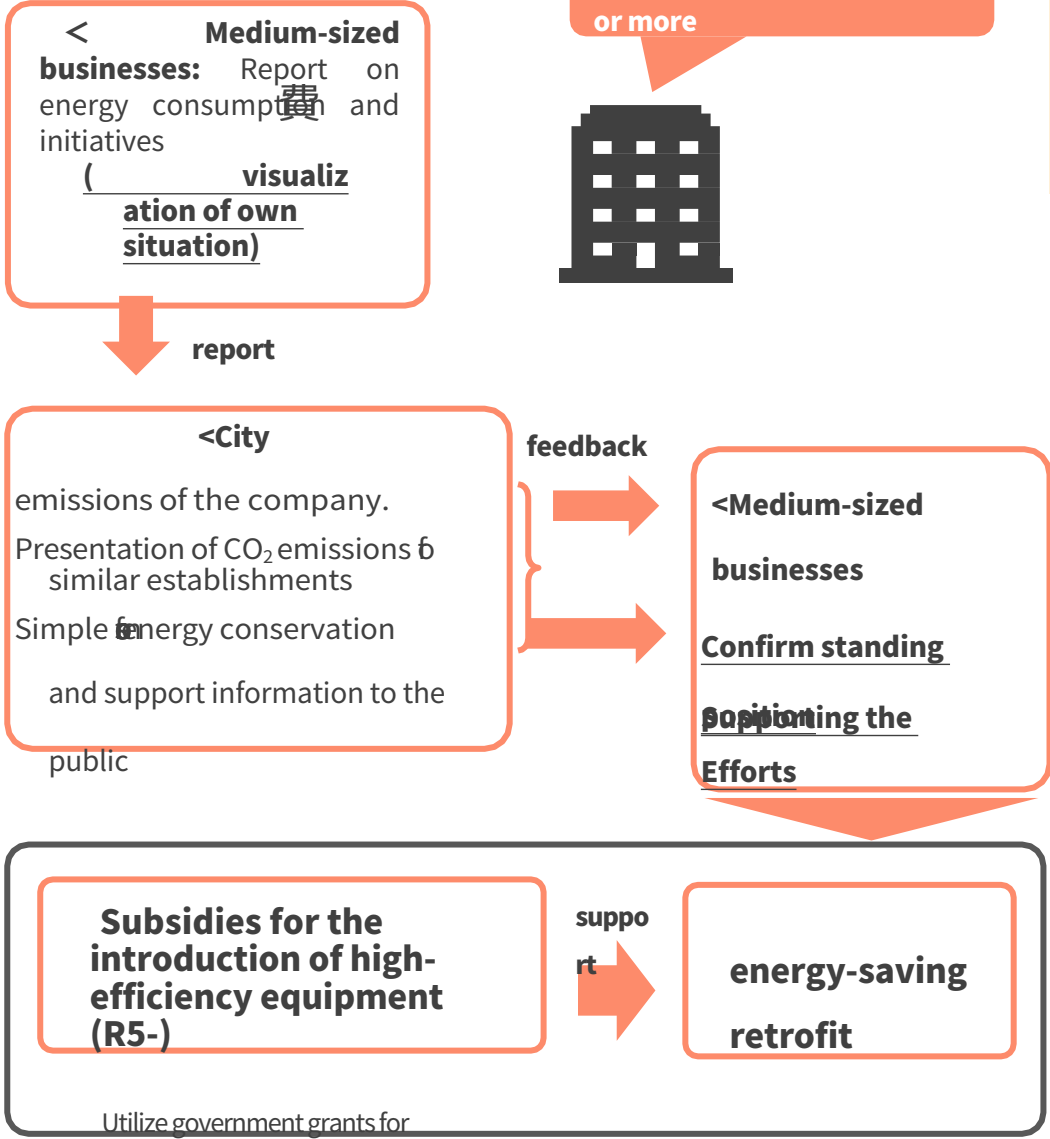 or more
< Medium-sized
businesses: Report on
energy consumption and
費
initiatives
( visualiz
ation of own
situation)
report
<City
emissions of the company.
Presentation of CO₂ emissions
similar establishments
Simple energy conservation
and support information to the
public
feedback
<Medium-sized
businesses
Confirm standing
position
Supporting the
Efforts
Subsidies for the
introduction of high-
efficiency equipment
(R5-)
suppo
rt
energy-saving
retrofit
Utilize government grants for